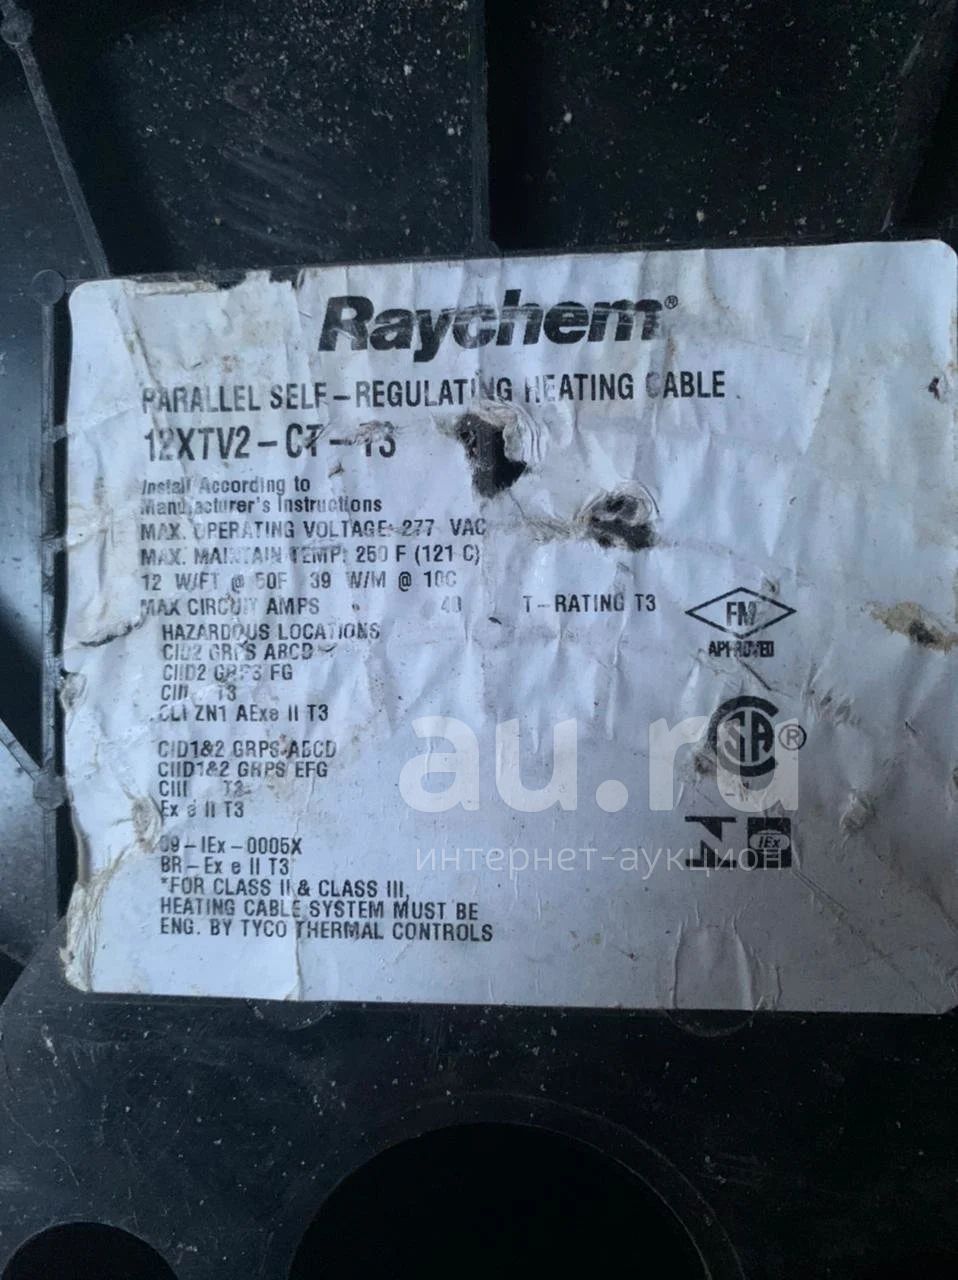 Raychem®
PARALLEL SELF-REGULATING HEATING CABLE
12XTV2-CT-T3
Install According to
Manufacturer's Instructions
MAX. OPERATING VOLTAGE: 277 VAC
MAX. MAINTAIN TEMP: 250 F (121 C)
12 W/FT @ 50F 39 W/M @ 10C
MAX CIRCUIT AMPS 40 T-RATING T3
FM
APPROVED
HAZARDOUS LOCATIONS
CID2 GRPS ABCD
CIID2 GRPS FG
CIII T3
CLI ZN1 AExe II T3
CSA®
CID1&2 GRPS ABCD
CIID1&2 GRPS EFG
CIII T3
Ex e II T3
au.ru
интернет-аукцион
IEx
09-IEx-0005X
BR-Ex e II T3
*FOR CLASS II & CLASS III,
HEATING CABLE SYSTEM MUST BE
ENG. BY TYCO THERMAL CONTROLS